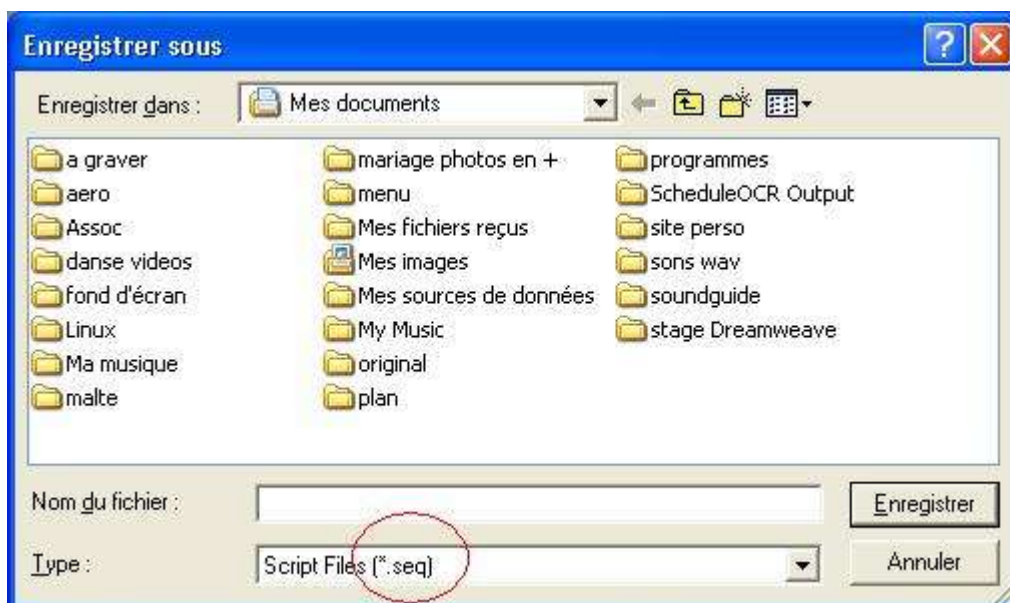 Enregistrer sous
Enregistrer dans : Mes documents
a graver
aero
Assoc
danse videos
fond d'écran
Linux
Ma musique
malte
mariage photos en +
menu
Mes fichiers reçus
Mes images
Mes sources de données
My Music
original
plan
programmes
ScheduleOCR Output
site perso
sons wav
soundguide
stage Dreamweave
Nom du fichier :
Enregistrer
Type : Script Files (*.seq)
Annuler